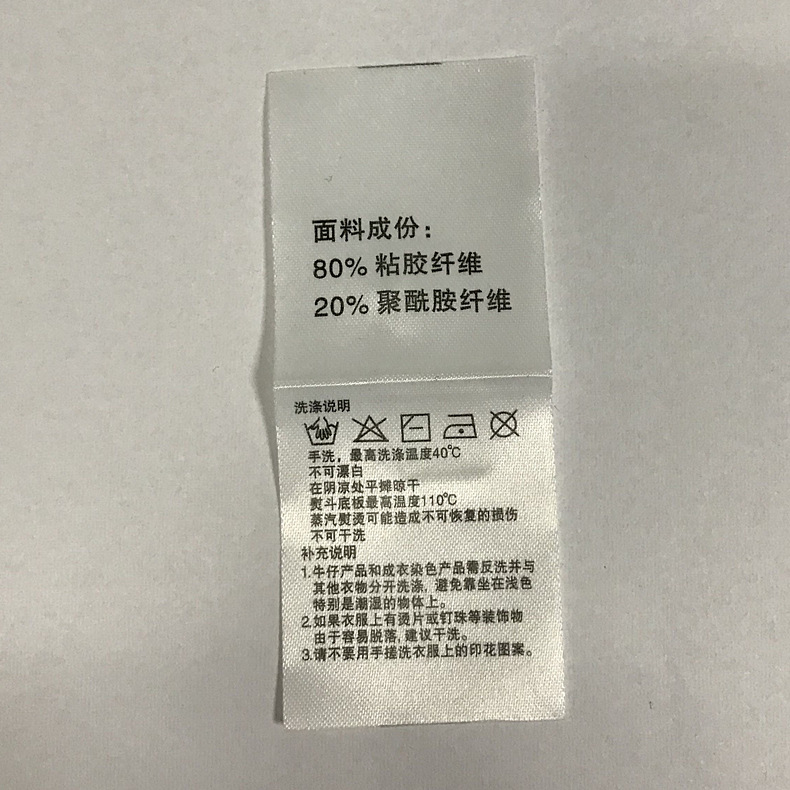 面料成份：
80% 粘胶纤维
20% 聚酰胺纤维
洗涤说明
手洗，最高洗涤温度40℃
不可漂白
在阴凉处平摊晾干
熨斗底板最高温度110℃
蒸汽熨烫可能造成不可恢复的损伤
不可干洗
补充说明
1.牛仔产品和成衣染色产品需反洗并与
其他衣物分开洗涤, 避免靠坐在浅色
特别是潮湿的物体上。
2.如果衣服上有烫片或钉珠等装饰物
由于容易脱落, 建议干洗。
3.请不要用手搓洗衣服上的印花图案。